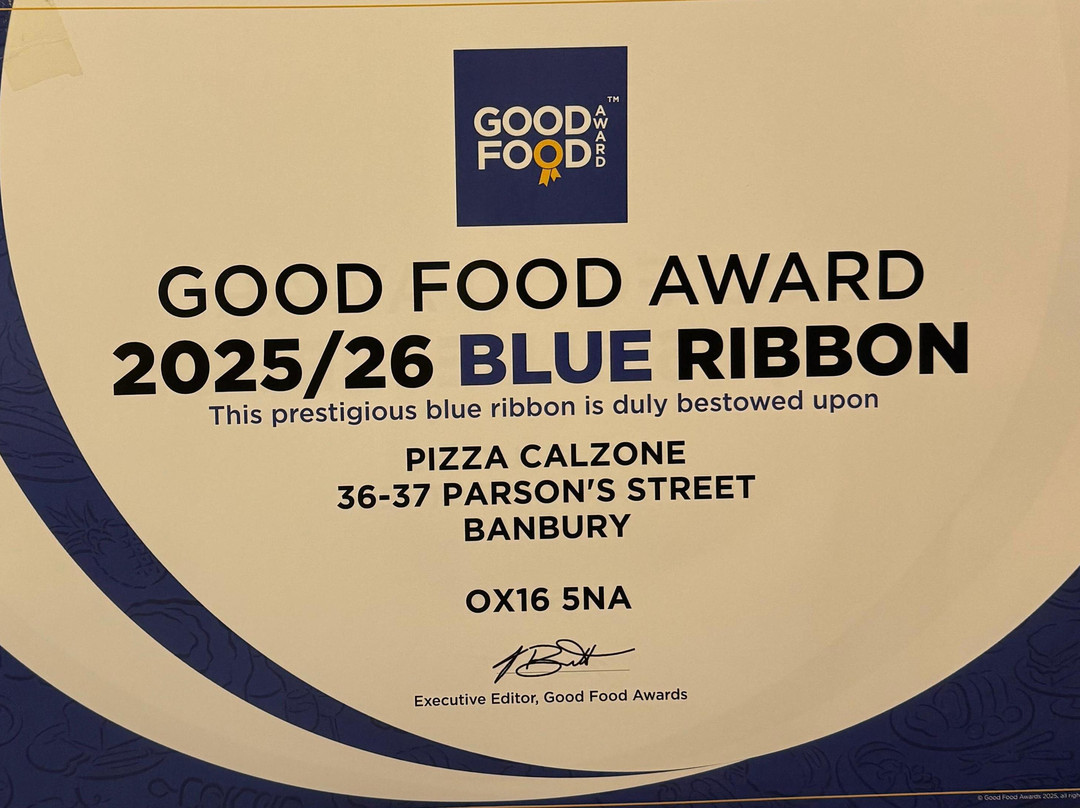 GOOD
FOOD
AWARD
™
GOOD FOOD AWARD
2025/26 BLUE RIBBON
This prestigious blue ribbon is duly bestowed upon
PIZZA CALZONE
36-37 PARSON'S STREET
BANBURY
OX16 5NA
Executive Editor, Good Food Awards
© Good Food Awards 2025, all